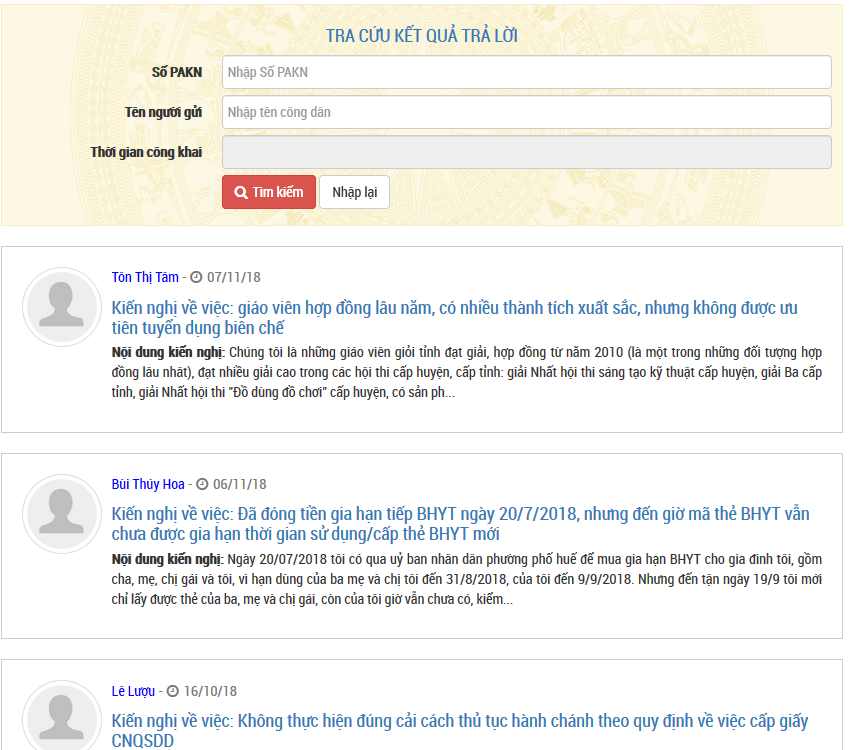 TRA CỨU KẾT QUẢ TRẢ LỜI
Số PAKN Nhập Số PAKN
Tên người gửi Nhập tên công dân
Thời gian công khai
Tìm kiếm Nhập lại
Tôn Thị Tâm - 07/11/18
Kiến nghị về việc: giáo viên hợp đồng lâu năm, có nhiều thành tích xuất sắc, nhưng không được ưu
tiên tuyển dụng biên chế
Nội dung kiến nghị: Chúng tôi là những giáo viên giỏi tỉnh đạt giải, hợp đồng từ năm 2010 (là một trong những đối tượng hợp
đồng lâu nhất), đạt nhiều giải cao trong các hội thi cấp huyện, cấp tỉnh: giải Nhất hội thi sáng tạo kỹ thuật cấp huyện, giải Ba cấp
tỉnh, giải Nhất hội thi "Đồ dùng đồ chơi" cấp huyện, có sản ph...
Bùi Thúy Hoa - 06/11/18
Kiến nghị về việc: Đã đóng tiền gia hạn tiếp BHYT ngày 20/7/2018, nhưng đến giờ mã thẻ BHYT vẫn
chưa được gia hạn thời gian sử dụng/cấp thẻ BHYT mới
Nội dung kiến nghị: Ngày 20/07/2018 tôi có qua uỷ ban nhân dân phường phố huế để mua gia hạn BHYT cho gia đình tôi, gồm
cha, mẹ, chị gái và tôi, vì hạn dùng của ba mẹ và chị tôi đến 31/8/2018, của tôi đến 9/9/2018. Nhưng đến tận ngày 19/9 tôi mới
chỉ lấy được thẻ của ba, mẹ và chị gái, còn của tôi giờ vẫn chưa có, kiểm...
Lê Lượu - 16/10/18
Kiến nghị về việc: Không thực hiện đúng cải cách thủ tục hành chánh theo quy định về việc cấp giấy
CNQSDD